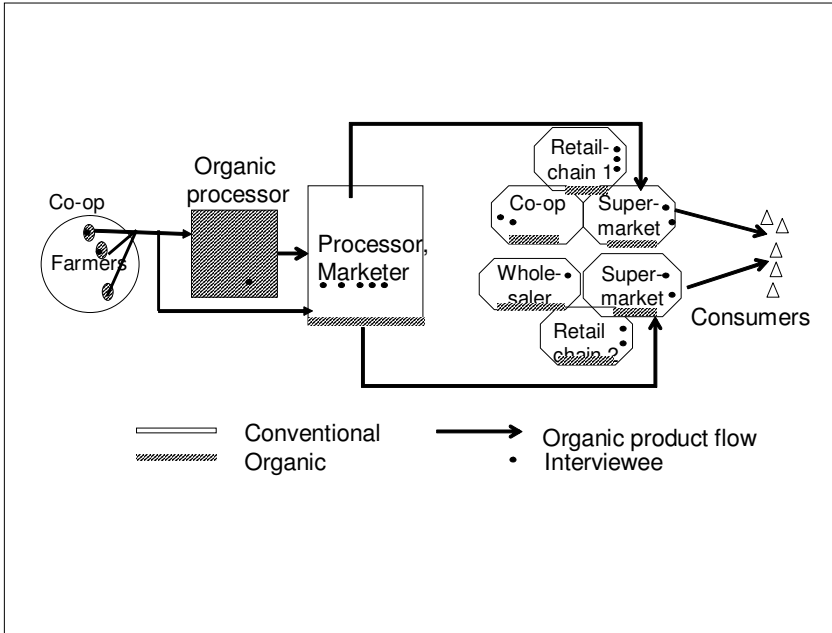 Co-op
Farmers
Organic
processor
Processor,
Marketer
Retail-
chain 1
Co-op
Super-
market
Whole-
saler
Super-
market
Retail
chain 2
Consumers
Conventional
Organic
Organic product flow
Interviewee